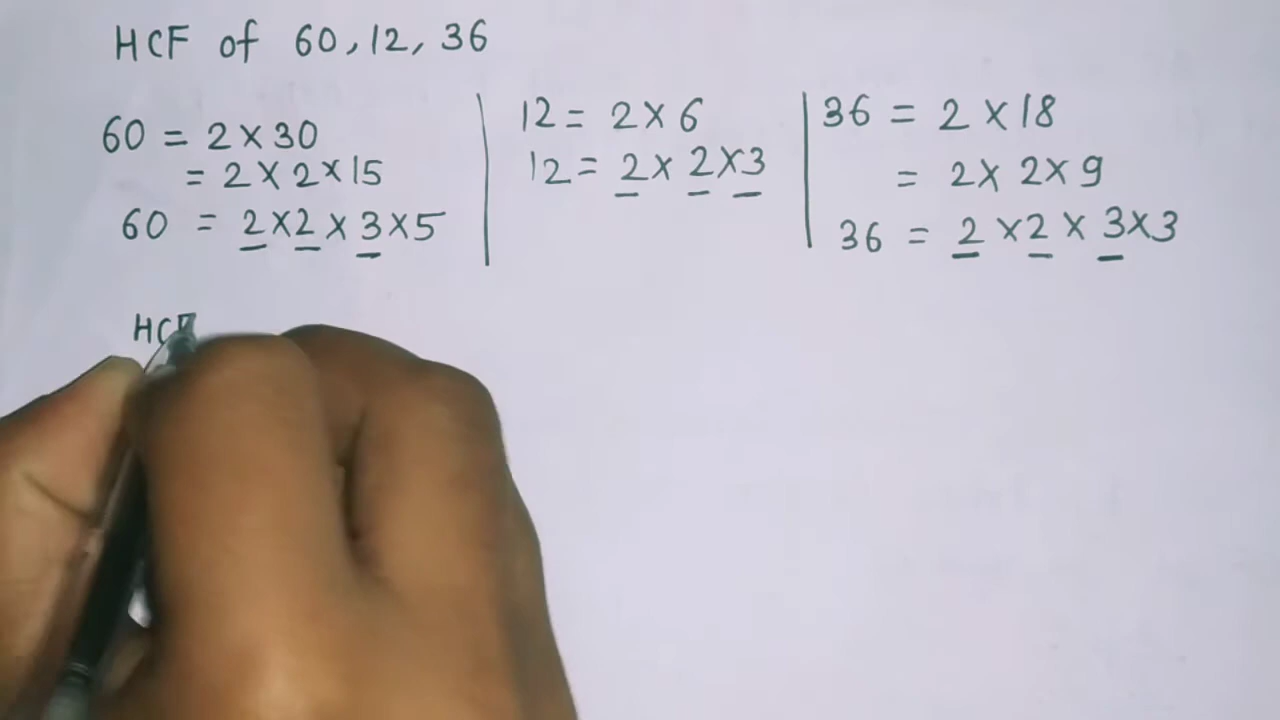 HCF of 60, 12, 36
60 = 2 × 30
= 2 × 2 × 15
60 = 2 × 2 × 3 × 5
12 = 2 × 6
12 = 2 × 2 × 3
36 = 2 × 18
= 2 × 2 × 9
36 = 2 × 2 × 3 × 3
HCF